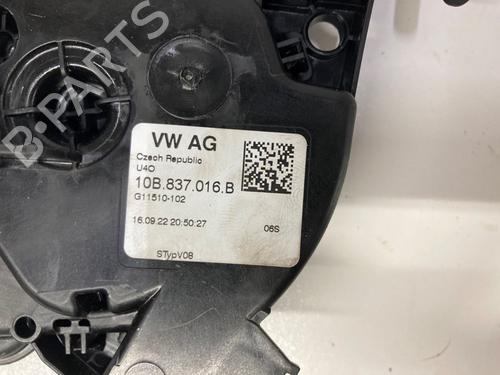 B-PARTS
VW AG
Czech Republic
U4O
10B.837.016.B
G11510-102
16.09.22 20:50:27
06S
STypV08